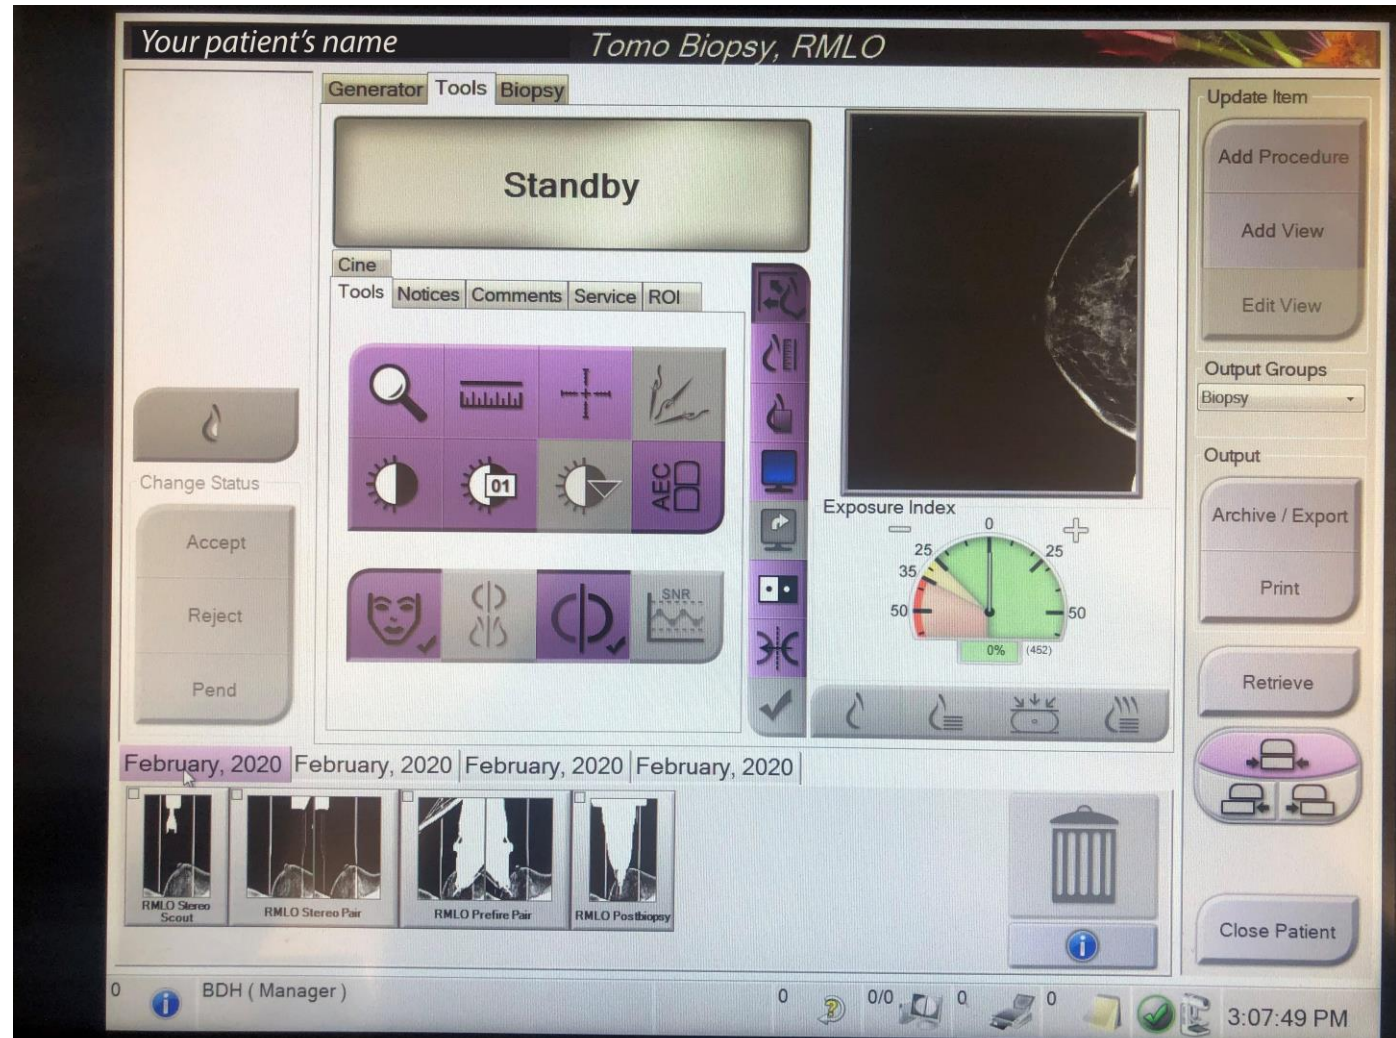 Your patient's name
Tomo Biopsy, RMLO
Generator Tools Biopsy
Standby
Cine
Tools Notices Comments Service ROI
01
AEC
SNR
Change Status
Accept
Reject
Pend
Exposure Index
0
25 25
35
50 50
0% (452)
Update Item
Add Procedure
Add View
Edit View
Output Groups
Biopsy
Output
Archive / Export
Print
Retrieve
Close Patient
February, 2020 February, 2020 February, 2020 February, 2020
RMLO Stereo
Scout
RMLO Stereo Pair
RMLO Prefire Pair
RMLO Postbiopsy
0 BDH ( Manager ) 0 0/0 0 0 3:07:49 PM